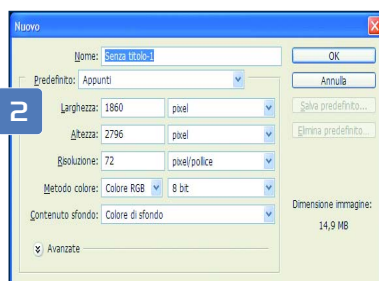 Nuovo
Nome: Senza titolo-1
OK
Predefinito: Appunti
Annulla
2
Larghezza: 1860 pixel
Salva predefinito...
Altezza: 2796 pixel
Elimina predefinito...
Risoluzione: 72 pixel/pollice
Metodo colore: Colore RGB 8 bit
Contenuto sfondo: Colore di sfondo
Dimensione immagine:
14,9 MB
Avanzate